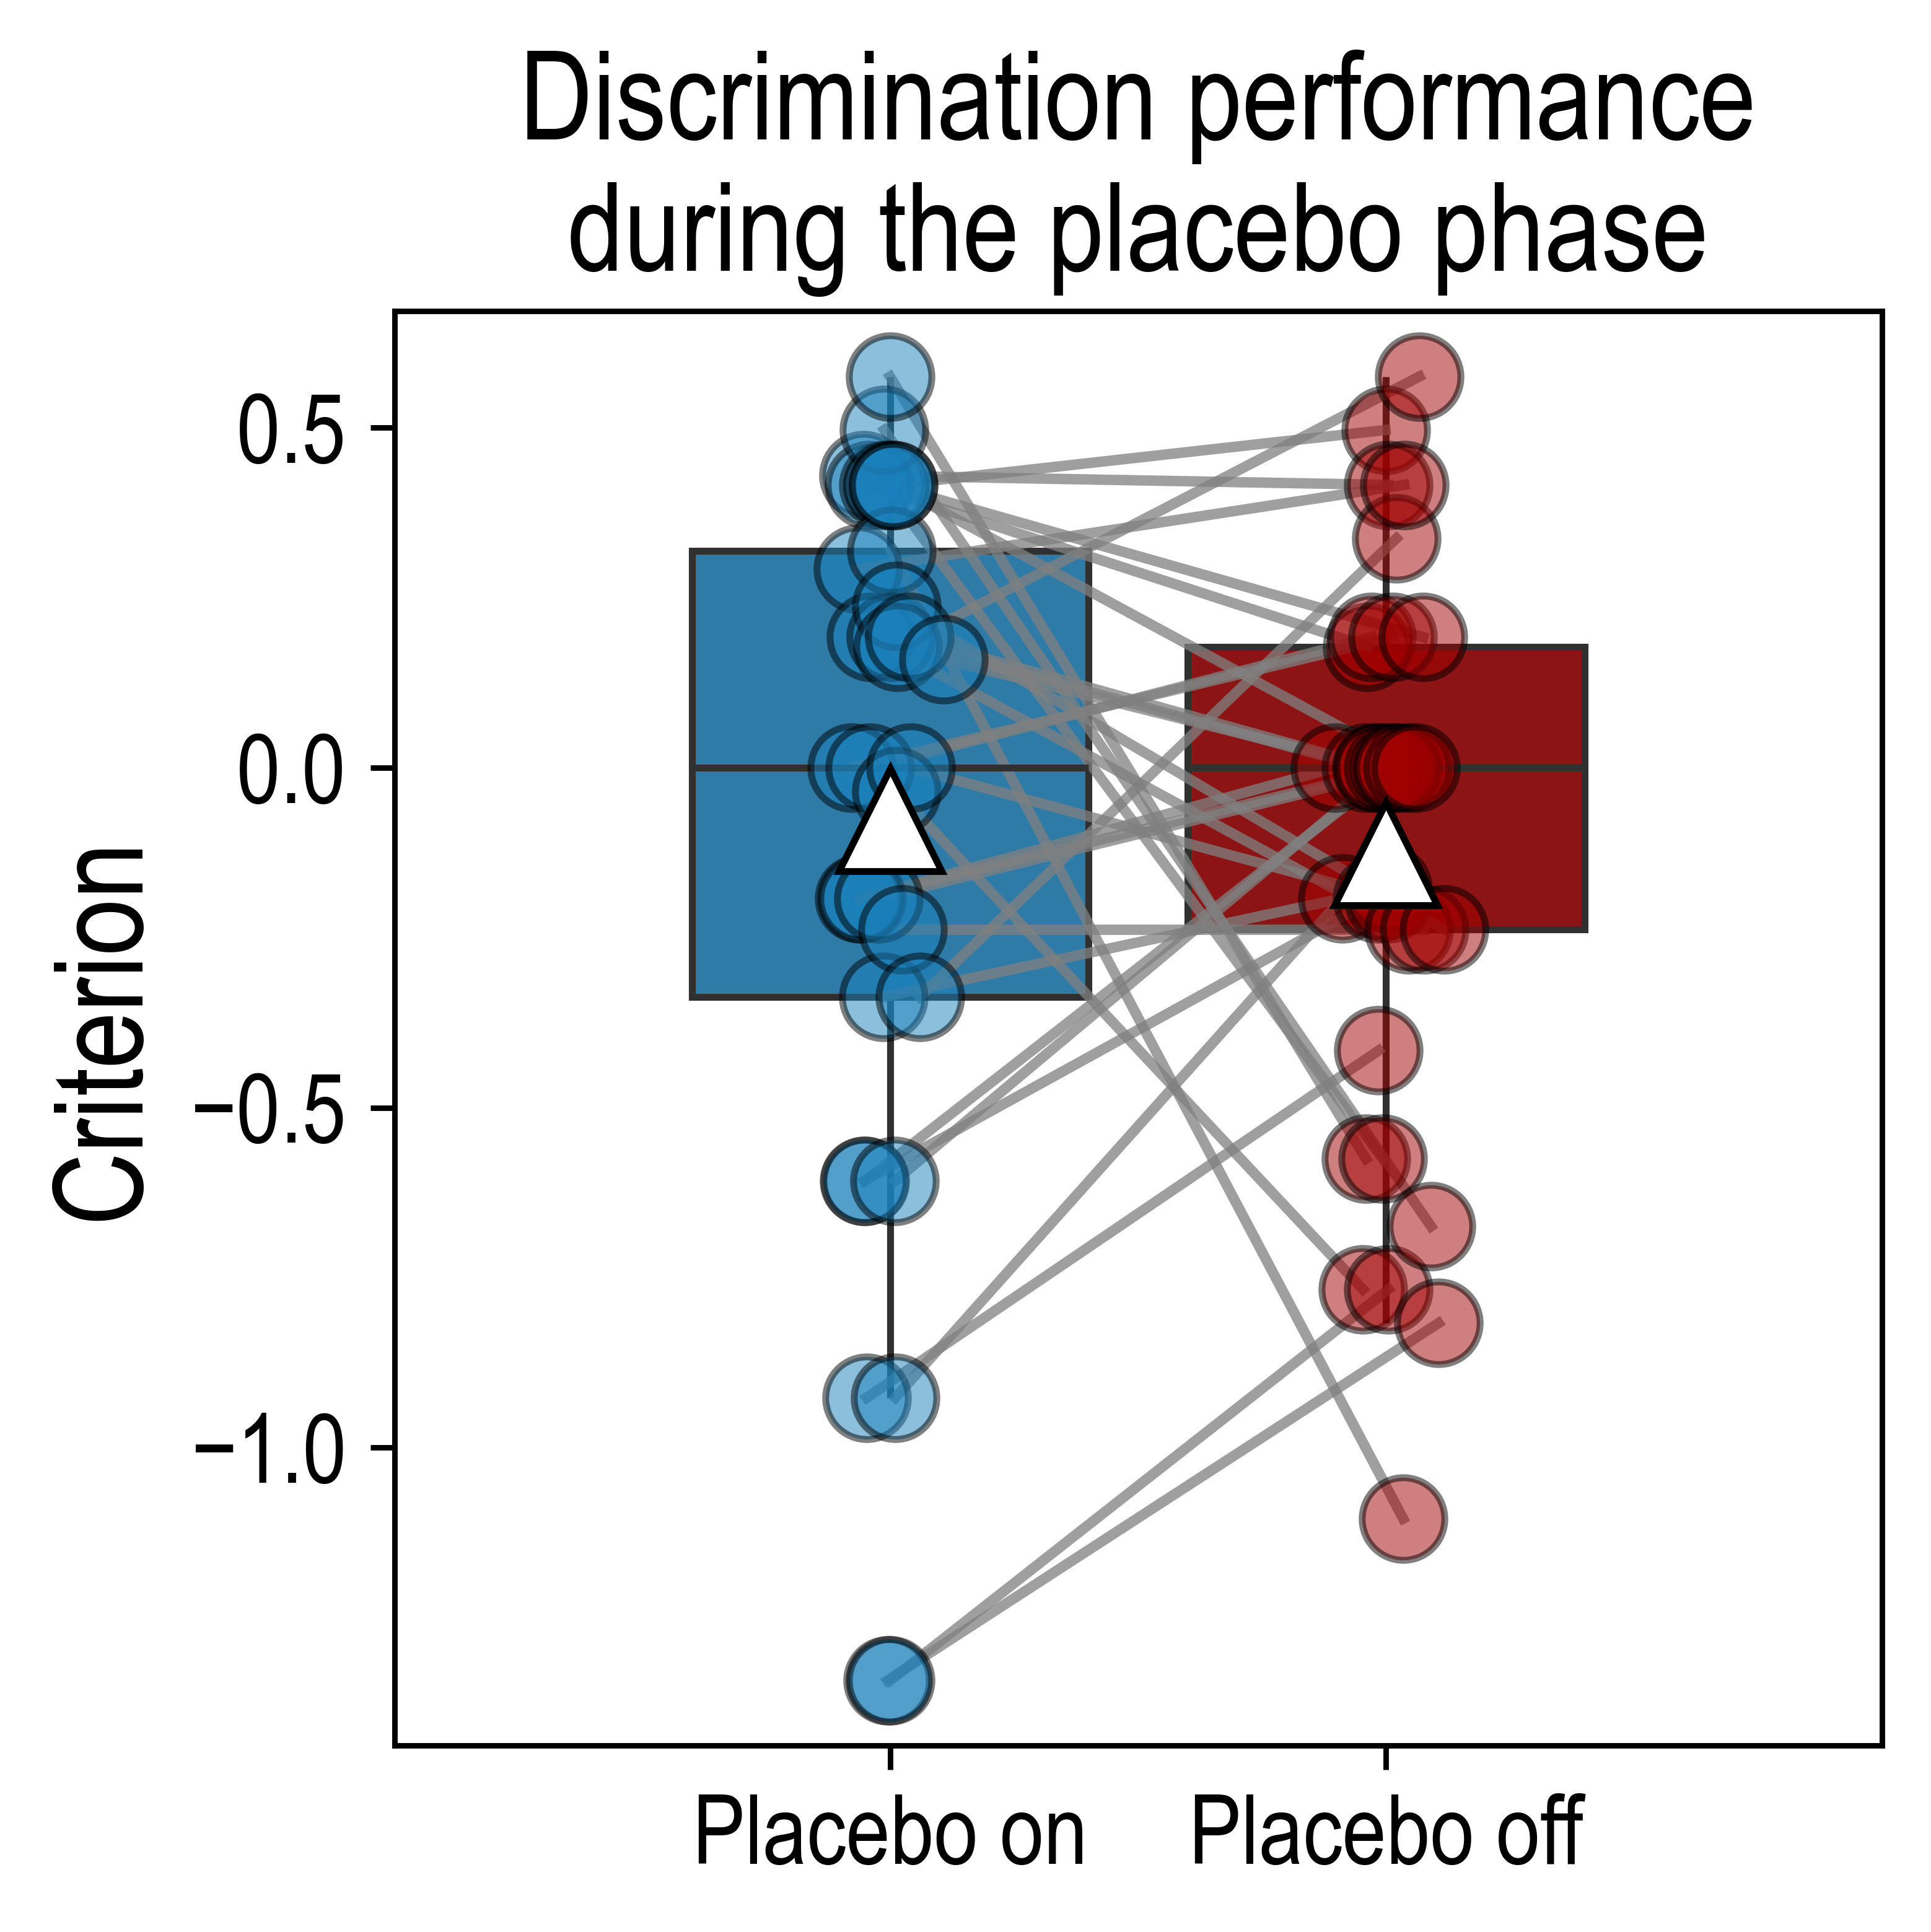 Discrimination performance
during the placebo phase
Criterion
0.5
0.0
−0.5
−1.0
Placebo on
Placebo off